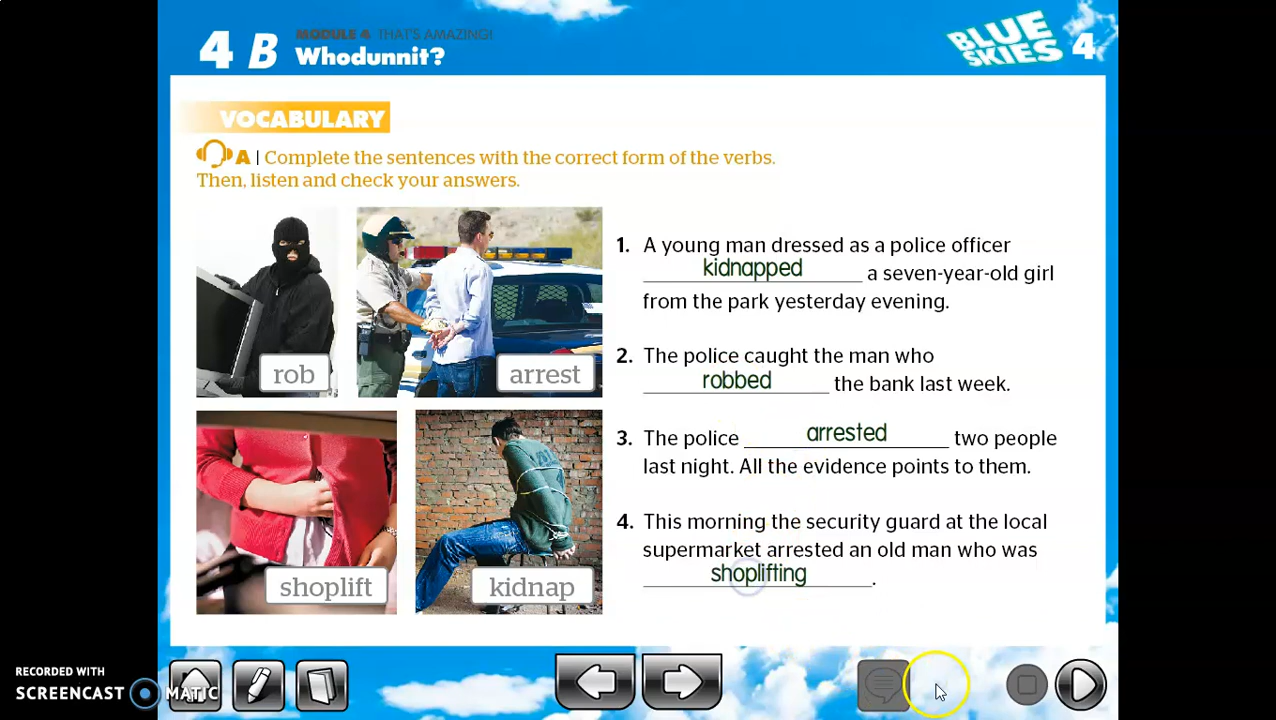 4 B
MODULE 4 THAT'S AMAZING!
Whodunnit?
BLUE SKIES 4
VOCABULARY
A | Complete the sentences with the correct form of the verbs.
Then, listen and check your answers.
rob
arrest
shoplift
kidnap
1. A young man dressed as a police officer
kidnapped a seven-year-old girl
from the park yesterday evening.
2. The police caught the man who
robbed the bank last week.
3. The police arrested two people
last night. All the evidence points to them.
4. This morning the security guard at the local
supermarket arrested an old man who was
shoplifting.
RECORDED WITH
SCREENCAST MATIC